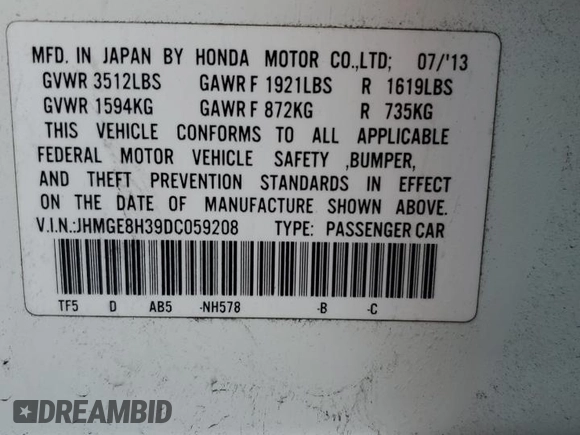 MFD. IN JAPAN BY HONDA MOTOR CO.,LTD; 07/'13
GVWR 3512LBS GAWR F 1921LBS R 1619LBS
GVWR 1594KG GAWR F 872KG R 735KG
THIS VEHICLE CONFORMS TO ALL APPLICABLE
FEDERAL MOTOR VEHICLE SAFETY ,BUMPER,
AND THEFT PREVENTION STANDARDS IN EFFECT
ON THE DATE OF MANUFACTURE SHOWN ABOVE.
V.I.N.:JHMGE8H39DC059208 TYPE: PASSENGER CAR
TF5 D AB5 -NH578 -B -C
DREAMBID